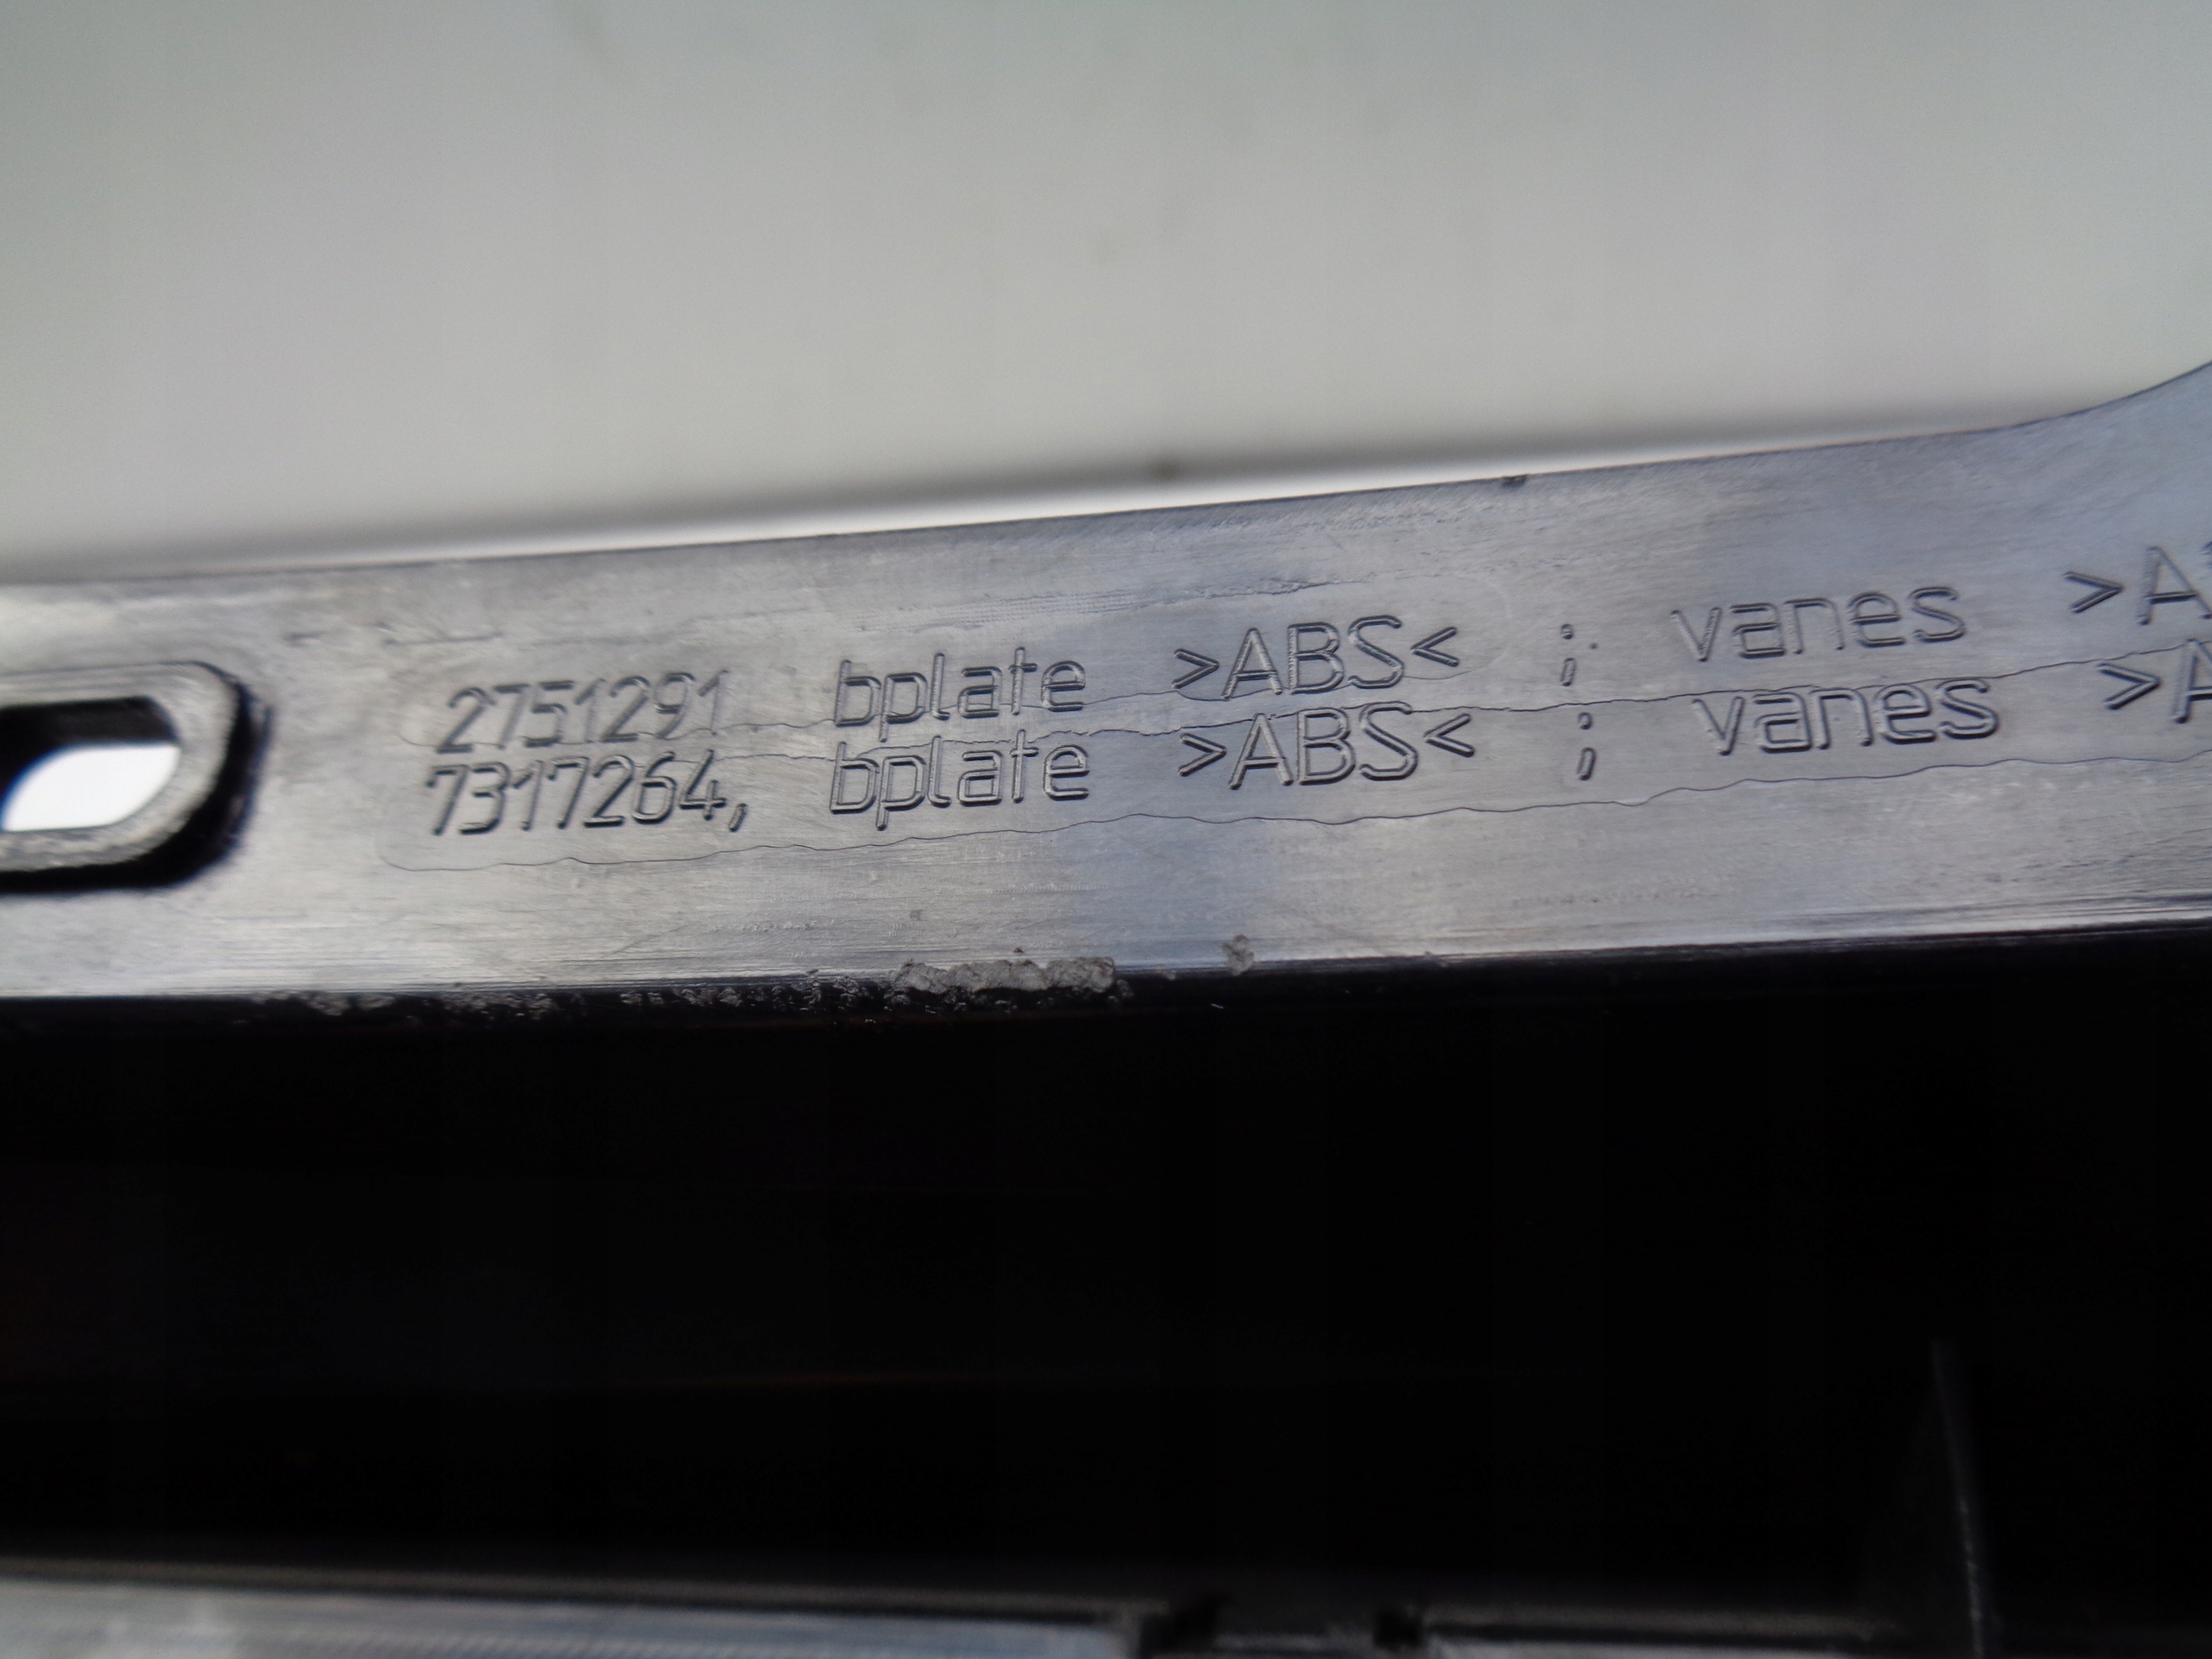 2751291 bplate >ABS< ; vanes >A
7317264, bplate >ABS< ; vanes >A